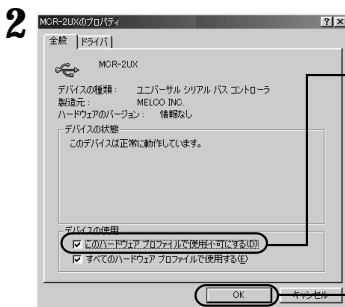 2
MCR-2UXのプロパティ
全般 ドライバ
MCR-2UX
デバイスの種類： ユニバーサル シリアル バス コントローラ
製造元： MELCO INC.
ハードウェアのバージョン： 情報なし
デバイスの状態
このデバイスは正常に動作しています。
デバイスの使用
このハードウェア プロファイルで使用不可にする(D)
すべてのハードウェア プロファイルで使用する(E)
OK キャンセル